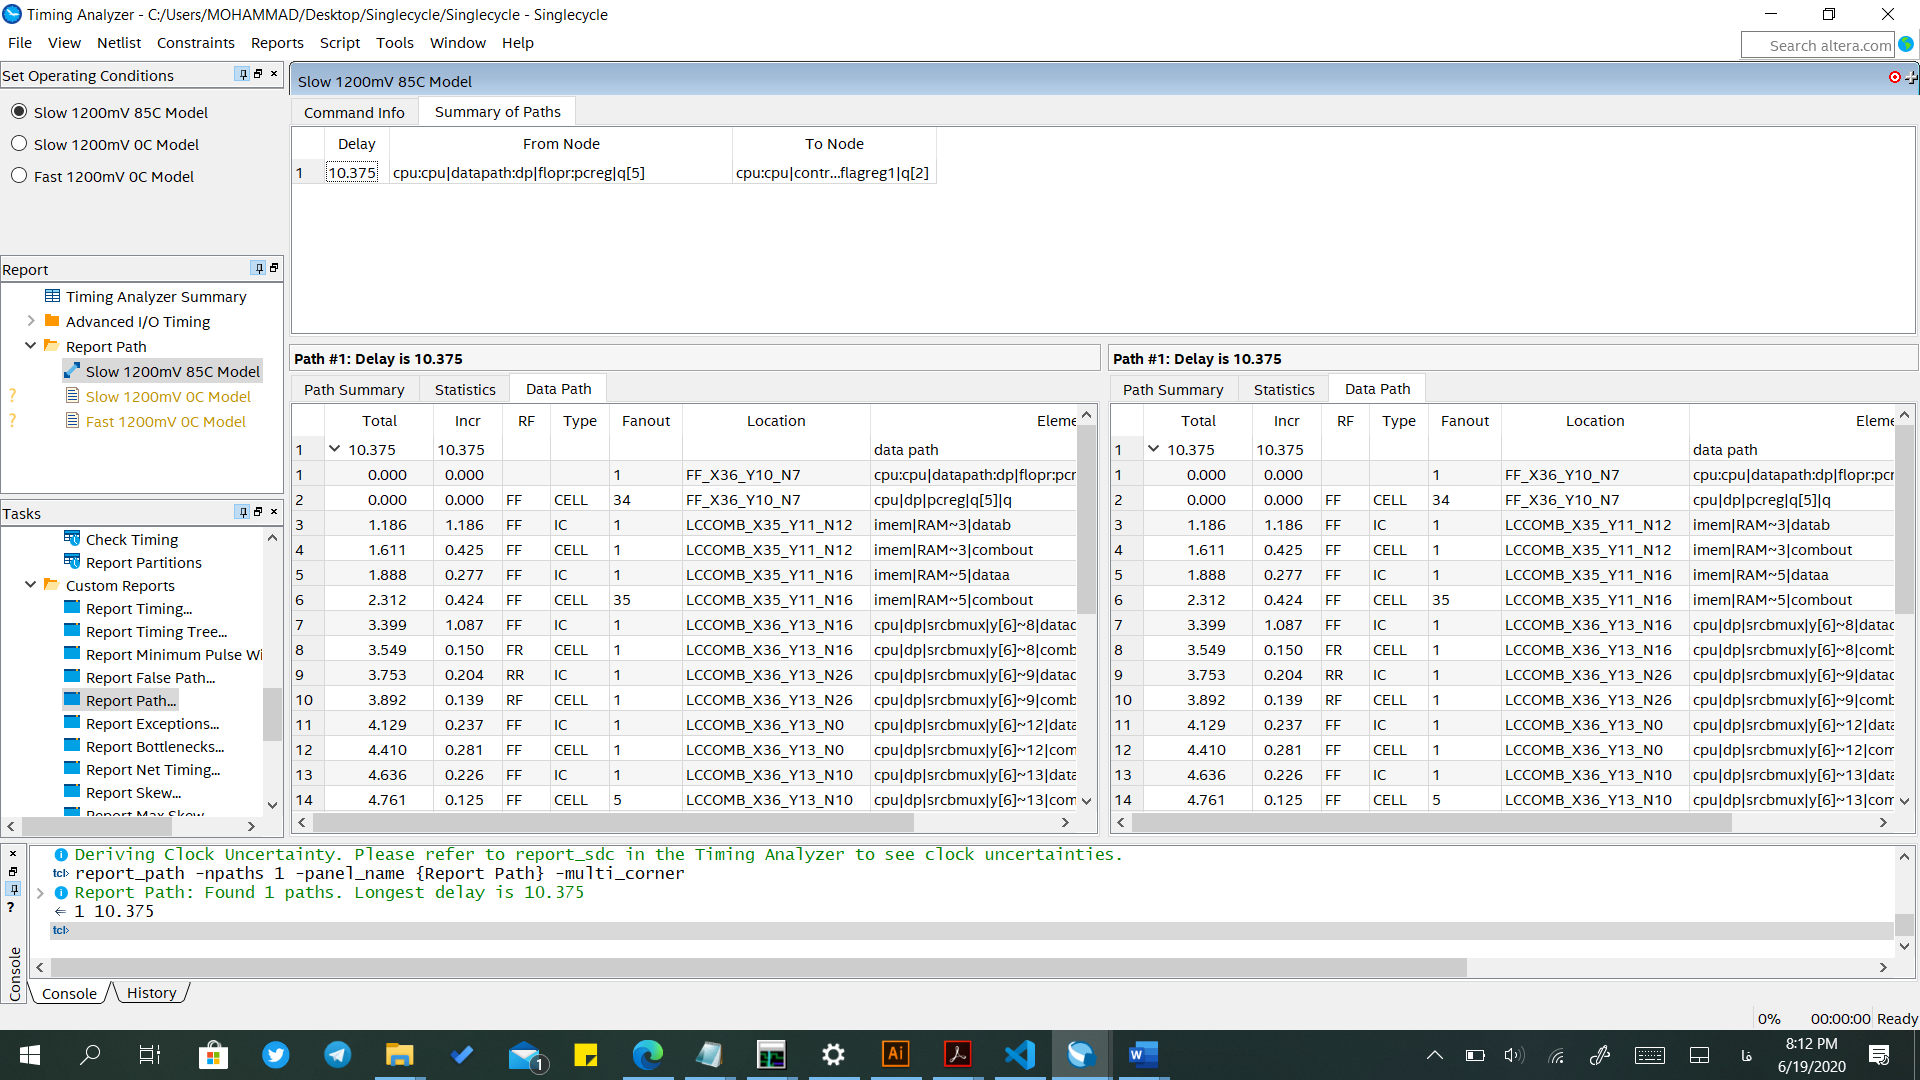 Timing Analyzer - C:/Users/MOHAMMAD/Desktop/Singlecycle/Singlecycle - Singlecycle
File View Netlist Constraints Reports Script Tools Window Help
Search altera.com
Set Operating Conditions
Slow 1200mV 85C Model
Slow 1200mV 0C Model
Fast 1200mV 0C Model
Report
Timing Analyzer Summary
Advanced I/O Timing
Report Path
Slow 1200mV 85C Model
? Slow 1200mV 0C Model
? Fast 1200mV 0C Model
Tasks
Check Timing
Report Partitions
Custom Reports
Report Timing...
Report Timing Tree...
Report Minimum Pulse Wi
Report False Path...
Report Path...
Report Exceptions...
Report Bottlenecks...
Report Net Timing...
Report Skew...
Report Max Skew
Slow 1200mV 85C Model
Command Info Summary of Paths
Delay From Node To Node
1 10.375 cpu:cpu|datapath:dp|flopr:pcreg|q[5] cpu:cpu|contr...flagreg1|q[2]
Path #1: Delay is 10.375
Path Summary Statistics Data Path
Total Incr RF Type Fanout Location Eleme
1 10.375 10.375 data path
1 0.000 0.000 1 FF_X36_Y10_N7 cpu:cpu|datapath:dp|flopr:pcr
2 0.000 0.000 FF CELL 34 FF_X36_Y10_N7 cpu|dp|pcreg|q[5]|q
3 1.186 1.186 FF IC 1 LCCOMB_X35_Y11_N12 imem|RAM~3|datab
4 1.611 0.425 FF CELL 1 LCCOMB_X35_Y11_N12 imem|RAM~3|combout
5 1.888 0.277 FF IC 1 LCCOMB_X35_Y11_N16 imem|RAM~5|dataa
6 2.312 0.424 FF CELL 35 LCCOMB_X35_Y11_N16 imem|RAM~5|combout
7 3.399 1.087 FF IC 1 LCCOMB_X36_Y13_N16 cpu|dp|srcbmux|y[6]~8|datac
8 3.549 0.150 FR CELL 1 LCCOMB_X36_Y13_N16 cpu|dp|srcbmux|y[6]~8|comb
9 3.753 0.204 RR IC 1 LCCOMB_X36_Y13_N26 cpu|dp|srcbmux|y[6]~9|datac
10 3.892 0.139 RF CELL 1 LCCOMB_X36_Y13_N26 cpu|dp|srcbmux|y[6]~9|comb
11 4.129 0.237 FF IC 1 LCCOMB_X36_Y13_N0 cpu|dp|srcbmux|y[6]~12|data
12 4.410 0.281 FF CELL 1 LCCOMB_X36_Y13_N0 cpu|dp|srcbmux|y[6]~12|com
13 4.636 0.226 FF IC 1 LCCOMB_X36_Y13_N10 cpu|dp|srcbmux|y[6]~13|data
14 4.761 0.125 FF CELL 5 LCCOMB_X36_Y13_N10 cpu|dp|srcbmux|y[6]~13|com
Path #1: Delay is 10.375
Path Summary Statistics Data Path
Total Incr RF Type Fanout Location Eleme
1 10.375 10.375 data path
1 0.000 0.000 1 FF_X36_Y10_N7 cpu:cpu|datapath:dp|flopr:pcr
2 0.000 0.000 FF CELL 34 FF_X36_Y10_N7 cpu|dp|pcreg|q[5]|q
3 1.186 1.186 FF IC 1 LCCOMB_X35_Y11_N12 imem|RAM~3|datab
4 1.611 0.425 FF CELL 1 LCCOMB_X35_Y11_N12 imem|RAM~3|combout
5 1.888 0.277 FF IC 1 LCCOMB_X35_Y11_N16 imem|RAM~5|dataa
6 2.312 0.424 FF CELL 35 LCCOMB_X35_Y11_N16 imem|RAM~5|combout
7 3.399 1.087 FF IC 1 LCCOMB_X36_Y13_N16 cpu|dp|srcbmux|y[6]~8|datac
8 3.549 0.150 FR CELL 1 LCCOMB_X36_Y13_N16 cpu|dp|srcbmux|y[6]~8|comb
9 3.753 0.204 RR IC 1 LCCOMB_X36_Y13_N26 cpu|dp|srcbmux|y[6]~9|datac
10 3.892 0.139 RF CELL 1 LCCOMB_X36_Y13_N26 cpu|dp|srcbmux|y[6]~9|comb
11 4.129 0.237 FF IC 1 LCCOMB_X36_Y13_N0 cpu|dp|srcbmux|y[6]~12|data
12 4.410 0.281 FF CELL 1 LCCOMB_X36_Y13_N0 cpu|dp|srcbmux|y[6]~12|com
13 4.636 0.226 FF IC 1 LCCOMB_X36_Y13_N10 cpu|dp|srcbmux|y[6]~13|data
14 4.761 0.125 FF CELL 5 LCCOMB_X36_Y13_N10 cpu|dp|srcbmux|y[6]~13|com
Deriving Clock Uncertainty. Please refer to report_sdc in the Timing Analyzer to see clock uncertainties.
tcl> report_path -npaths 1 -panel_name {Report Path} -multi_corner
Report Path: Found 1 paths. Longest delay is 10.375
1 10.375
tcl>
Console
Console History
0% 00:00:00 Ready
1
Ai
W
فا
8:12 PM
6/19/2020